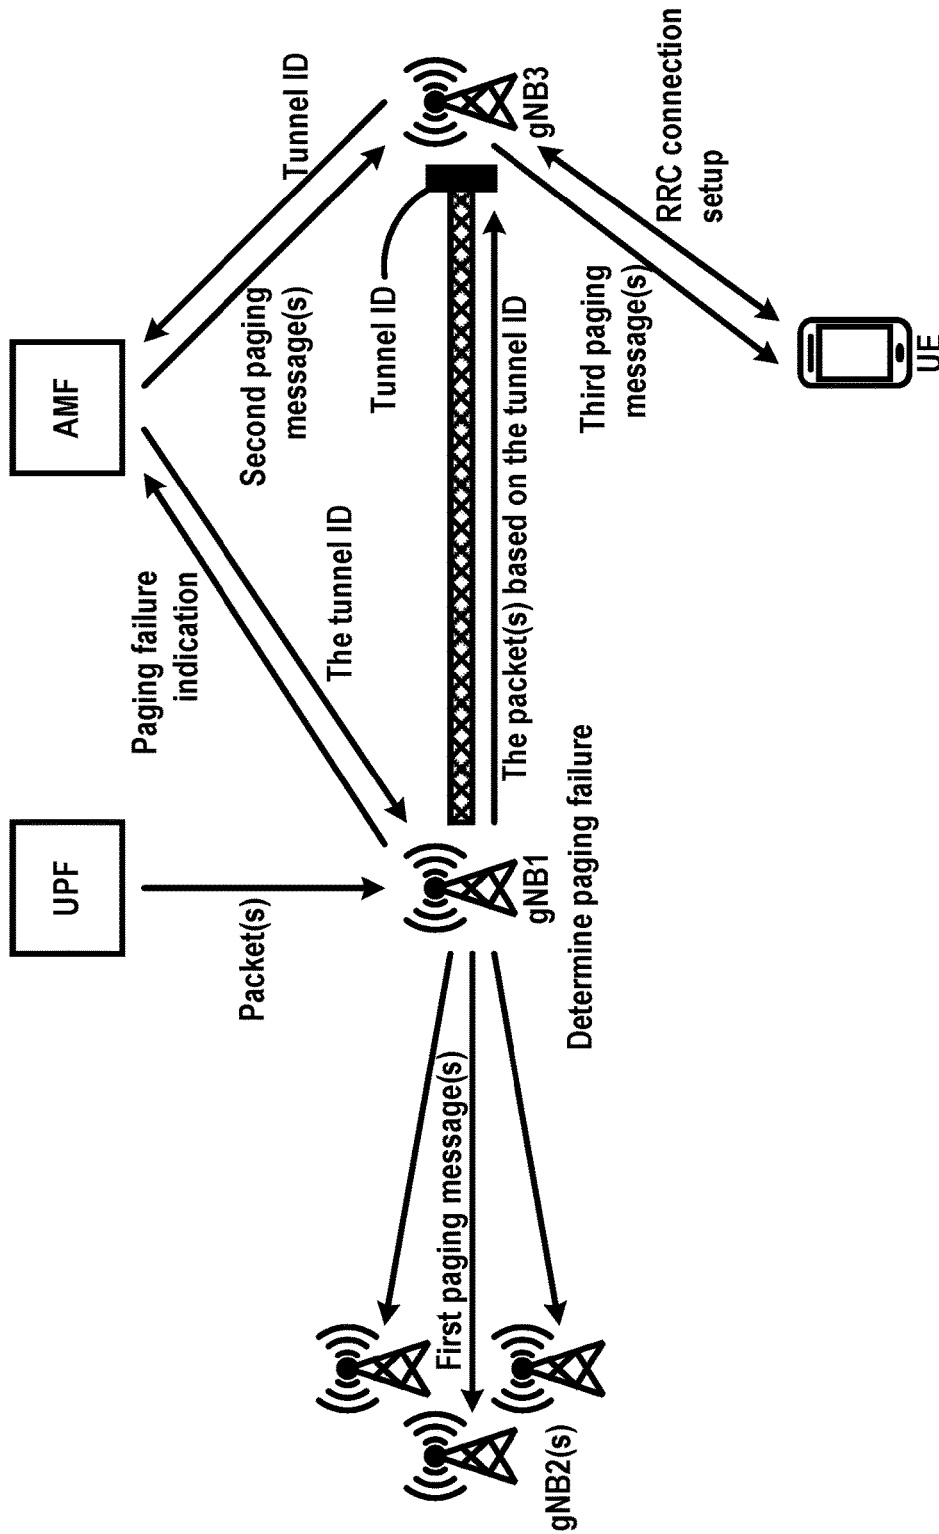 UPF
AMF
Packet(s)
Paging failure
indication
The tunnel ID
Second paging
message(s)
Tunnel ID
Tunnel ID
First paging message(s)
gNB2(s)
gNB1
Determine paging failure
The packet(s) based on the tunnel ID
gNB3
Third paging
message(s)
RRC connection
setup
UE